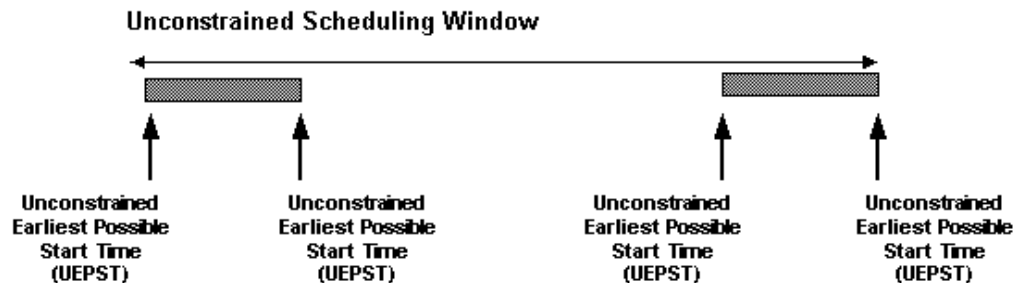 Unconstrained Scheduling Window
Unconstrained
Earliest Possible
Start Time
(UEPST)
Unconstrained
Earliest Possible
Start Time
(UEPST)
Unconstrained
Earliest Possible
Start Time
(UEPST)
Unconstrained
Earliest Possible
Start Time
(UEPST)